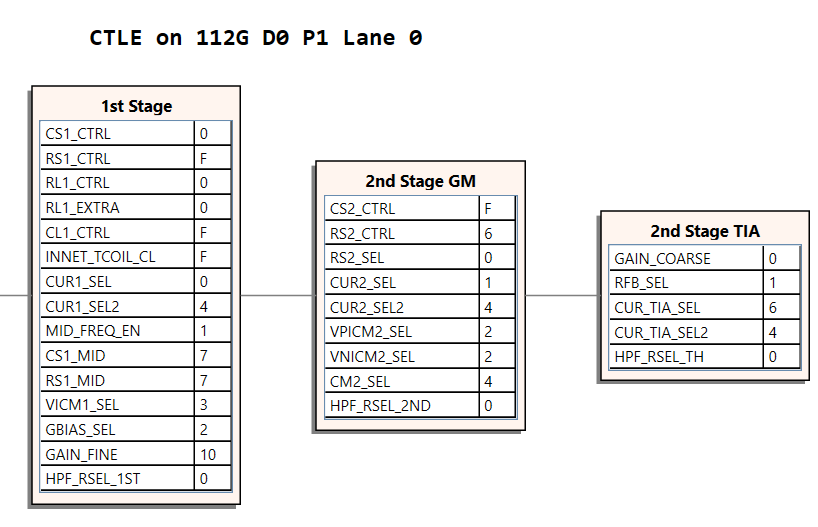 CTLE on 112G D0 P1 Lane 0
1st Stage
CS1_CTRL 0
RS1_CTRL F
RL1_CTRL 0
RL1_EXTRA 0
CL1_CTRL F
INNET_TCOIL_CL F
CUR1_SEL 0
CUR1_SEL2 4
MID_FREQ_EN 1
CS1_MID 7
RS1_MID 7
VICM1_SEL 3
GBIAS_SEL 2
GAIN_FINE 10
HPF_RSEL_1ST 0
2nd Stage GM
CS2_CTRL F
RS2_CTRL 6
RS2_SEL 0
CUR2_SEL 1
CUR2_SEL2 4
VPICM2_SEL 2
VNICM2_SEL 2
CM2_SEL 4
HPF_RSEL_2ND 0
2nd Stage TIA
GAIN_COARSE 0
RFB_SEL 1
CUR_TIA_SEL 6
CUR_TIA_SEL2 4
HPF_RSEL_TH 0